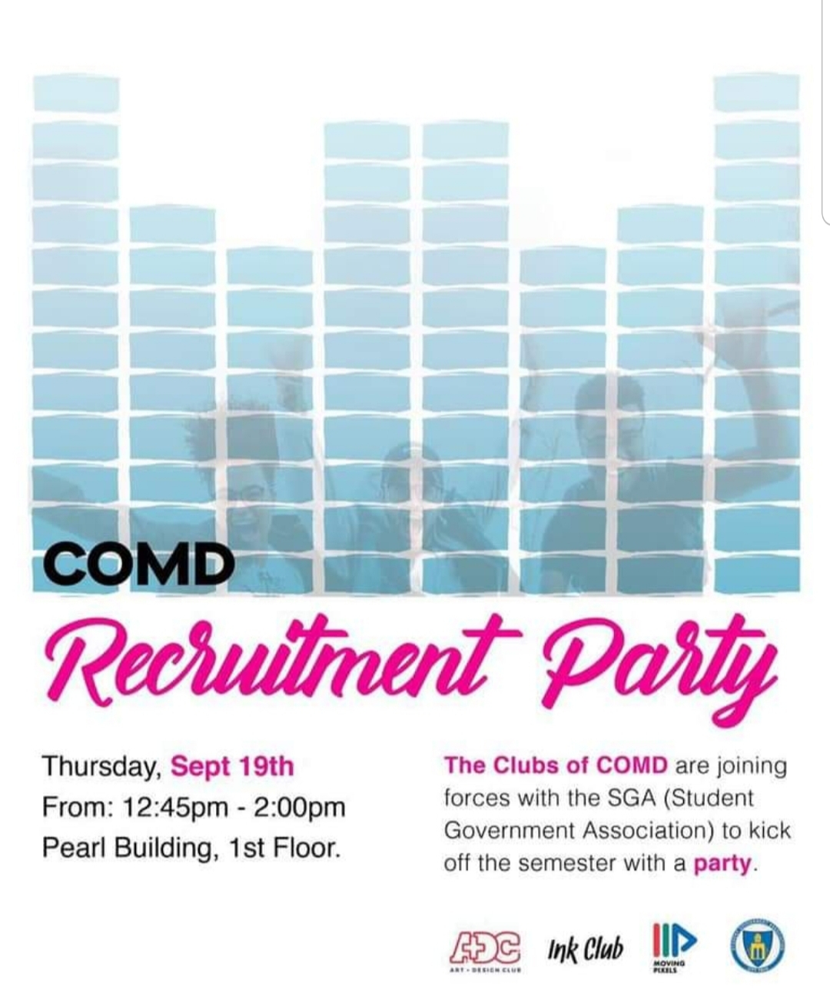 COMD
Recruitment Party
Thursday, Sept 19th
From: 12:45pm - 2:00pm
Pearl Building, 1st Floor.
The Clubs of COMD are joining
forces with the SGA (Student
Government Association) to kick
off the semester with a party.
ADC
ART + DESIGN CLUB
Ink Club
MOVING
PIXELS